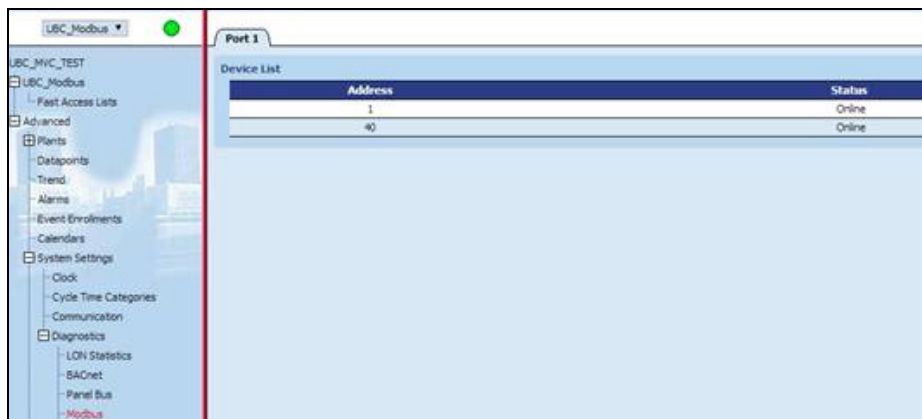 UBC_Modbus
UBC_MVC_TEST
UBC_Modbus
Fast Access Lists
Advanced
Plants
Datapoints
Trend
Alarms
Event Enrolments
Calendars
System Settings
Clock
Cycle Time Categories
Communication
Diagnostics
LON Statistics
BACnet
Panel Bus
Modbus
Port 1
Device List
Address Status
1 Online
40 Online